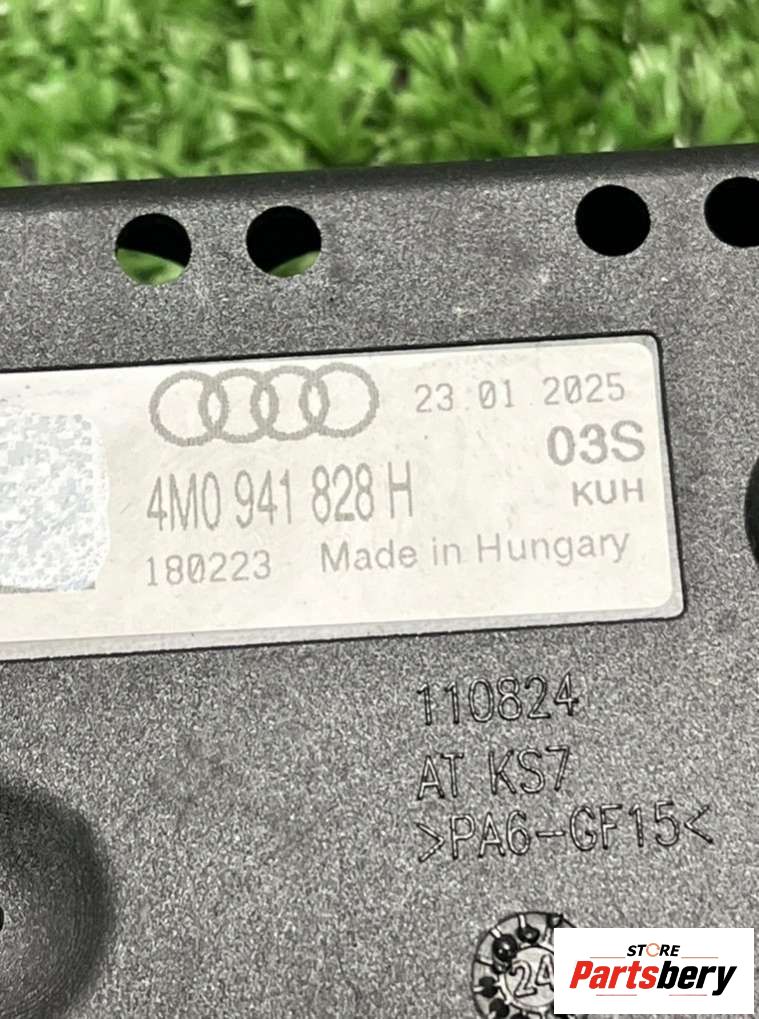 23 01 2025
03S
4M0 941 828 H
KUH
180223 Made in Hungary
110824
AT KS7
>PA6-GF15<
24
STORE
Partsbery